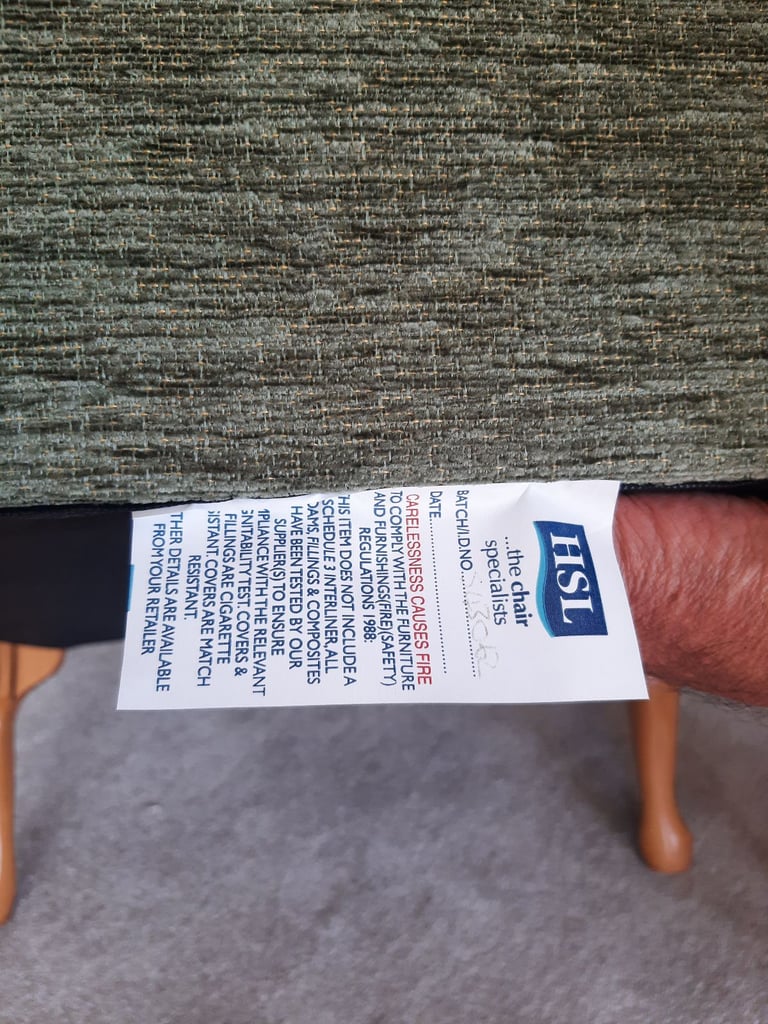 HSL
...the chair
specialists
BATCH/I.D.NO.
DATE
CARELESSNESS CAUSES FIRE
TO COMPLY WITH THE FURNITURE
AND FURNISHINGS(FIRE)(SAFETY)
REGULATIONS 1988:
HIS ITEM DOES NOT INCLUDE A
SCHEDULE 3 INTERLINER, ALL
OAMS, FILLINGS & COMPOSITES
HAVE BEEN TESTED BY OUR
SUPPLIER(S) TO ENSURE
MPLIANCE WITH THE RELEVANT
GNITABILITY TEST. COVERS &
FILLINGS ARE CIGARETTE
SISTANT. COVERS ARE MATCH
RESISTANT.
THER DETAILS ARE AVAILABLE
FROM YOUR RETAILER